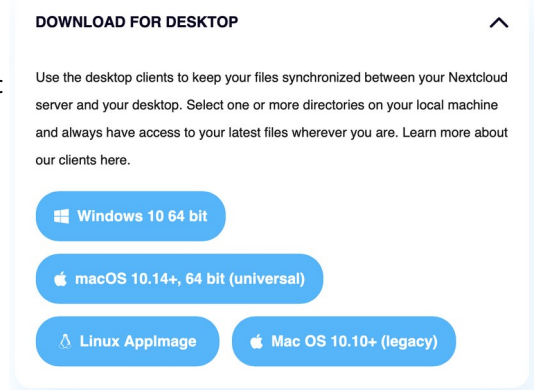 DOWNLOAD FOR DESKTOP
Use the desktop clients to keep your files synchronized between your Nextcloud
server and your desktop. Select one or more directories on your local machine
and always have access to your latest files wherever you are. Learn more about
our clients here.
Windows 10 64 bit
macOS 10.14+, 64 bit (universal)
Linux AppImage
Mac OS 10.10+ (legacy)